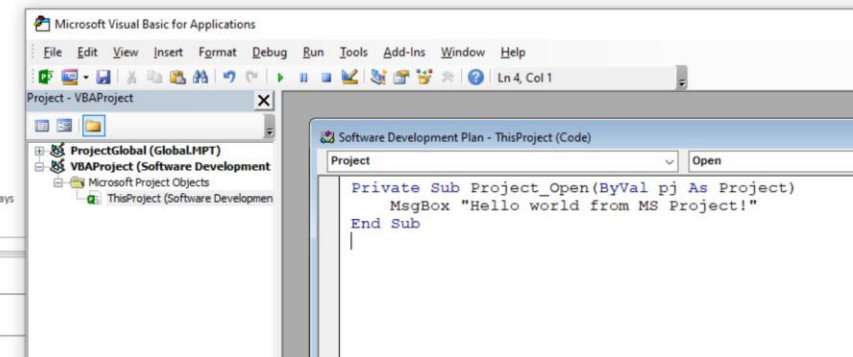 Microsoft Visual Basic for Applications
File Edit View Insert Format Debug Run Tools Add-Ins Window Help
Ln 4, Col 1
Project - VBAProject
ProjectGlobal (Global.MPT)
VBAProject (Software Development
Microsoft Project Objects
ThisProject (Software Developmen
ays
Software Development Plan - ThisProject (Code)
Project Open
Private Sub Project_Open(ByVal pj As Project)
MsgBox "Hello world from MS Project!"
End Sub